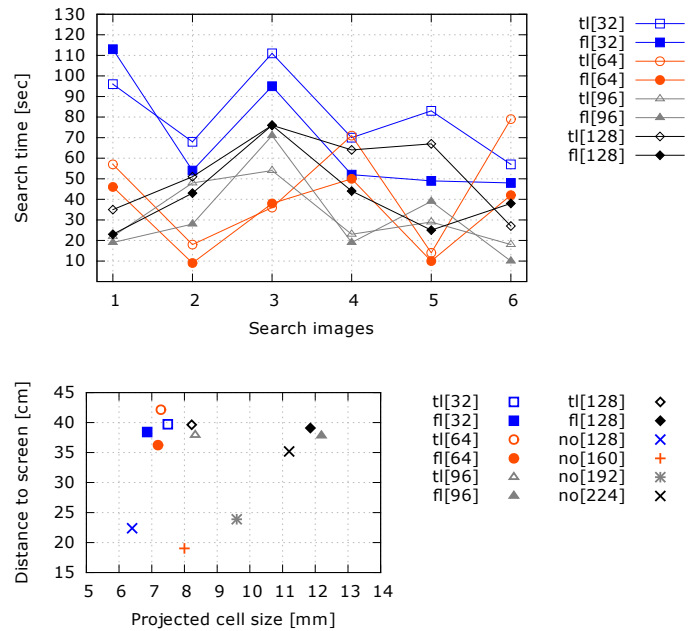 130
120
110
100
90
80
70
60
50
40
30
20
10
Search time [sec]
1 2 3 4 5 6
Search images
tl[32]
fl[32]
tl[64]
fl[64]
tl[96]
fl[96]
tl[128]
fl[128]
45
40
35
30
25
20
15
Distance to screen [cm]
5 6 7 8 9 10 11 12 13 14
Projected cell size [mm]
tl[32] tl[128]
fl[32] fl[128]
tl[64] no[128]
fl[64] no[160]
tl[96] no[192]
fl[96] no[224]